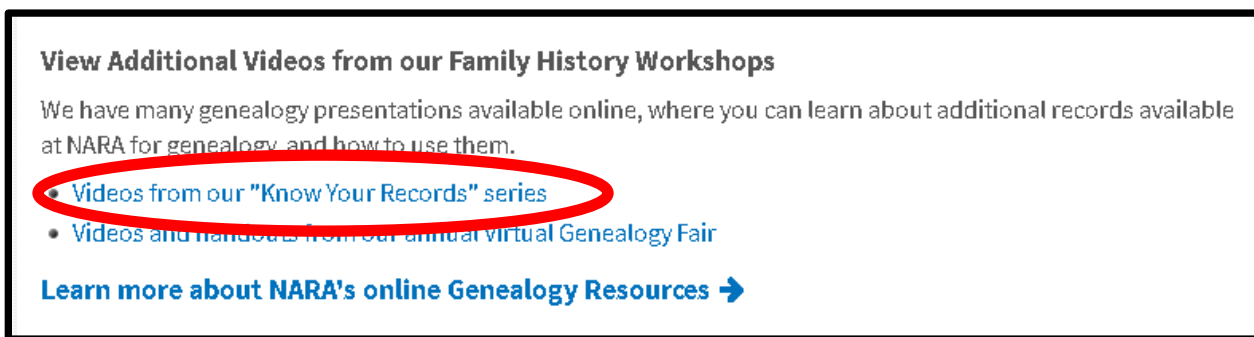 View Additional Videos from our Family History Workshops
We have many genealogy presentations available online, where you can learn about additional records available
at NARA for genealogy, and how to use them.
• Videos from our "Know Your Records" series
• Videos and handouts from our annual Virtual Genealogy Fair
Learn more about NARA's online Genealogy Resources →